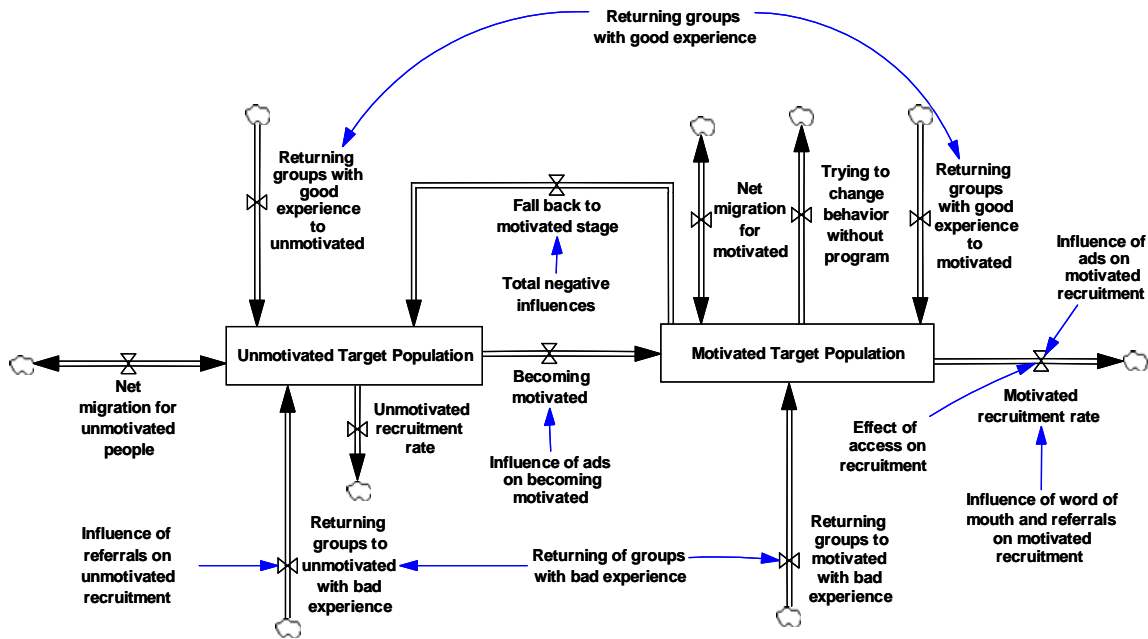 Returning groups
with good experience
Returning
groups with
good
experience
to
unmotivated
Fall back to
motivated stage
Total negative
influences
Net
migration
for
motivated
Trying to
change
behavior
without
program
Returning
groups
with good
experience
to
motivated
Influence of
ads on
motivated
recruitment
Unmotivated Target Population
Motivated Target Population
Net
migration for
unmotivated
people
Unmotivated
recruitment
rate
Becoming
motivated
Influence of ads
on becoming
motivated
Effect of
access on
recruitment
Motivated
recruitment rate
Influence of word of
mouth and referrals
on motivated
recruitment
Influence of
referrals on
unmotivated
recruitment
Returning
groups to
unmotivated
with bad
experience
Returning of groups
with bad experience
Returning
groups to
motivated
with bad
experience